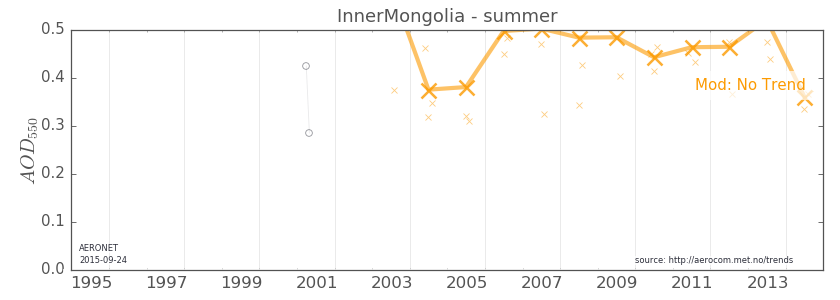 InnerMongolia - summer
0.5
0.4
0.3
0.2
0.1
0.0
AOD550
Mod: No Trend
AERONET
2015-09-24
source: http://aerocom.met.no/trends
1995 1997 1999 2001 2003 2005 2007 2009 2011 2013